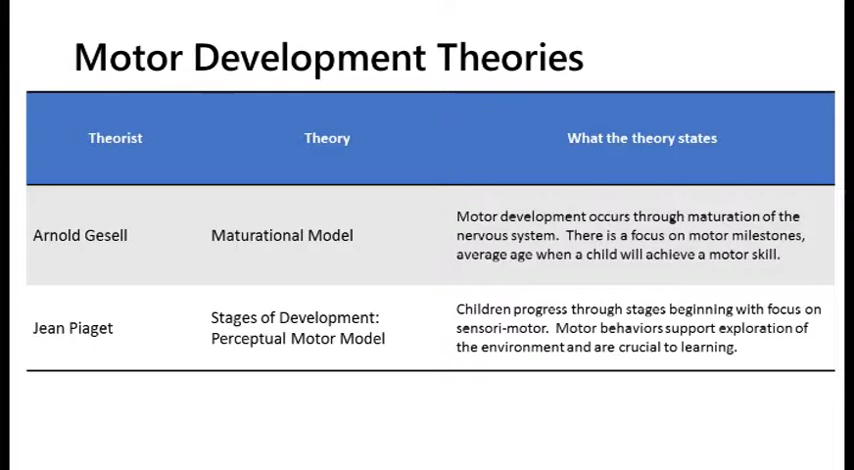 Motor Development Theories
Theorist
Theory
What the theory states
Arnold Gesell
Maturational Model
Motor development occurs through maturation of the
nervous system.  There is a focus on motor milestones,
average age when a child will achieve a motor skill.
Jean Piaget
Stages of Development:
Perceptual Motor Model
Children progress through stages beginning with focus on
sensori-motor.  Motor behaviors support exploration of
the environment and are crucial to learning.